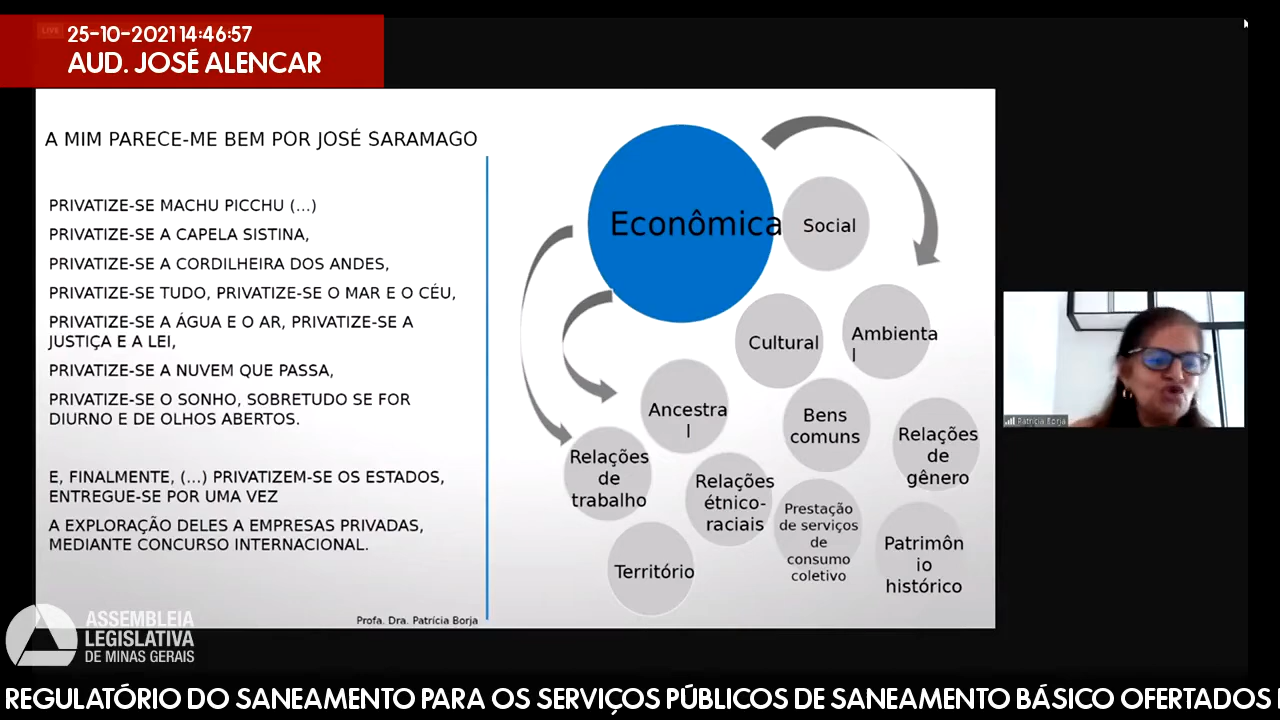 LIVE
25-10-2021 14:46:57
AUD. JOSÉ ALENCAR
A MIM PARECE-ME BEM POR JOSÉ SARAMAGO
PRIVATIZE-SE MACHU PICCHU (...)
PRIVATIZE-SE A CAPELA SISTINA,
PRIVATIZE-SE A CORDILHEIRA DOS ANDES,
PRIVATIZE-SE TUDO, PRIVATIZE-SE O MAR E O CÉU,
PRIVATIZE-SE A ÁGUA E O AR, PRIVATIZE-SE A
JUSTIÇA E A LEI,
PRIVATIZE-SE A NUVEM QUE PASSA,
PRIVATIZE-SE O SONHO, SOBRETUDO SE FOR
DIURNO E DE OLHOS ABERTOS.
E, FINALMENTE, (...) PRIVATIZEM-SE OS ESTADOS,
ENTREGUE-SE POR UMA VEZ
A EXPLORAÇÃO DELES A EMPRESAS PRIVADAS,
MEDIANTE CONCURSO INTERNACIONAL.
Profa. Dra. Patrícia Borja
Econômica
Social
Cultural
Ambienta
l
Ancestra
l
Bens
comuns
Relações
de
gênero
Relações
de
trabalho
Relações
étnico-
raciais
Prestação
de serviços
de
consumo
coletivo
Patrimôn
io
histórico
Território
Patricia Borja
ASSEMBLEIA
LEGISLATIVA
DE MINAS GERAIS
REGULATÓRIO DO SANEAMENTO PARA OS SERVIÇOS PÚBLICOS DE SANEAMENTO BÁSICO OFERTADOS